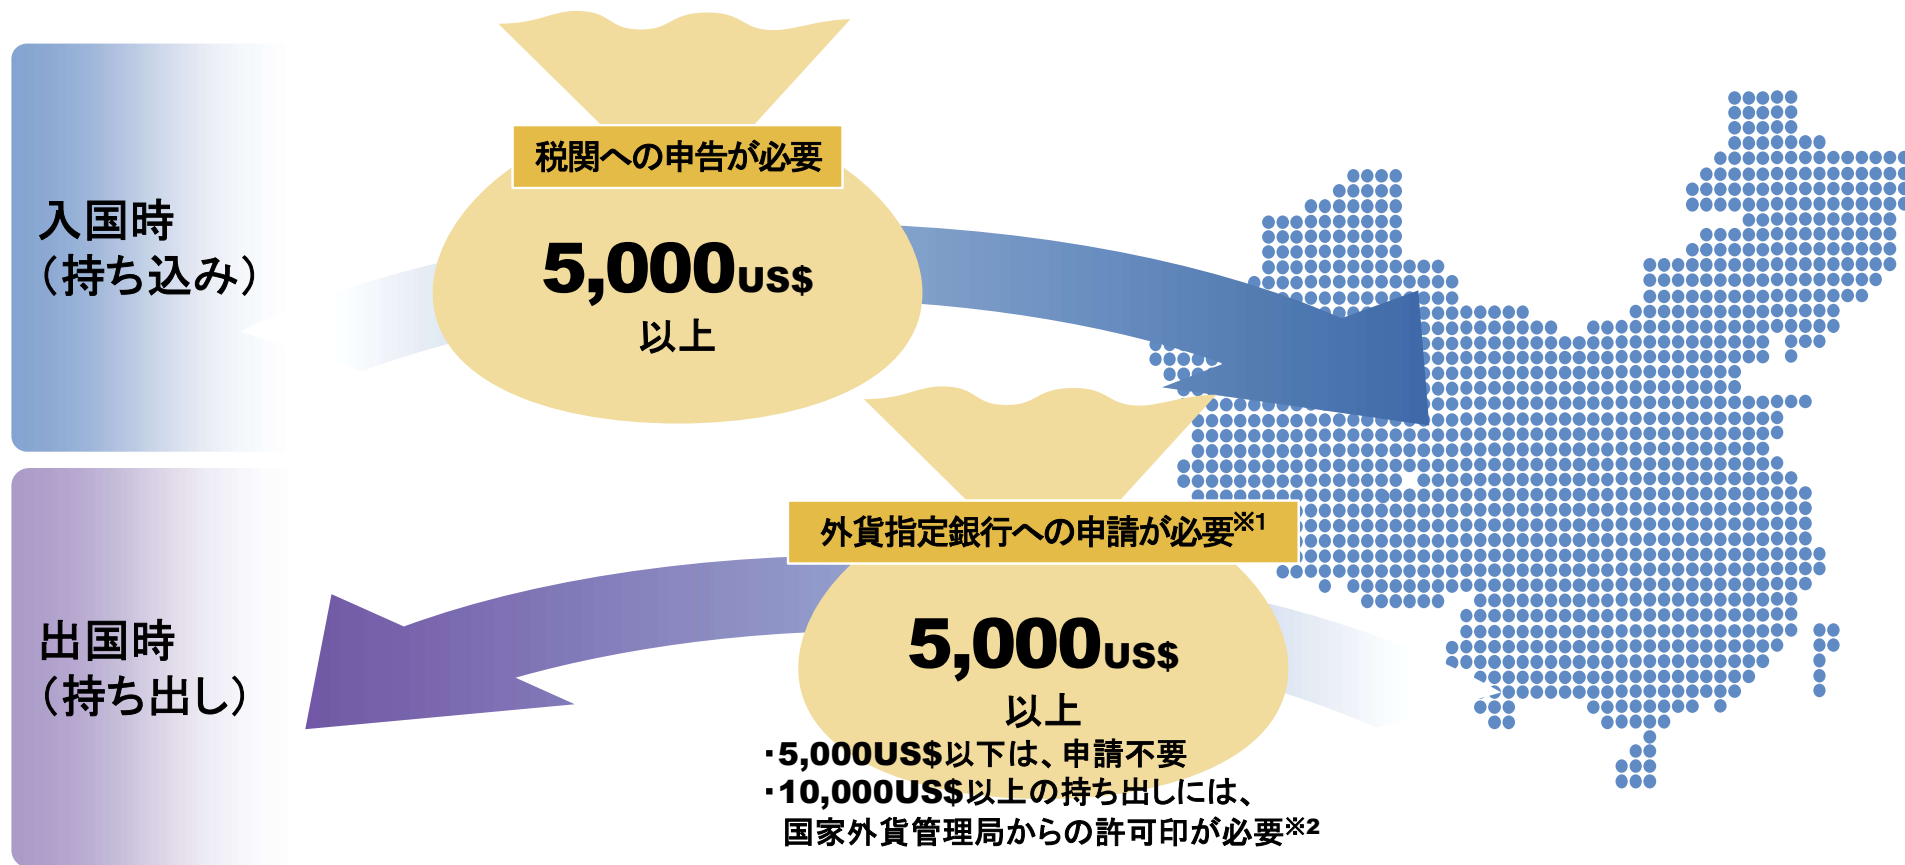 入国時
（持ち込み）
税関への申告が必要
5,000US$
以上
出国時
（持ち出し）
外貨指定銀行への申請が必要※1
5,000US$
以上
・5,000US$以下は、申請不要
・10,000US$以上の持ち出しには、
国家外貨管理局からの許可印が必要※2